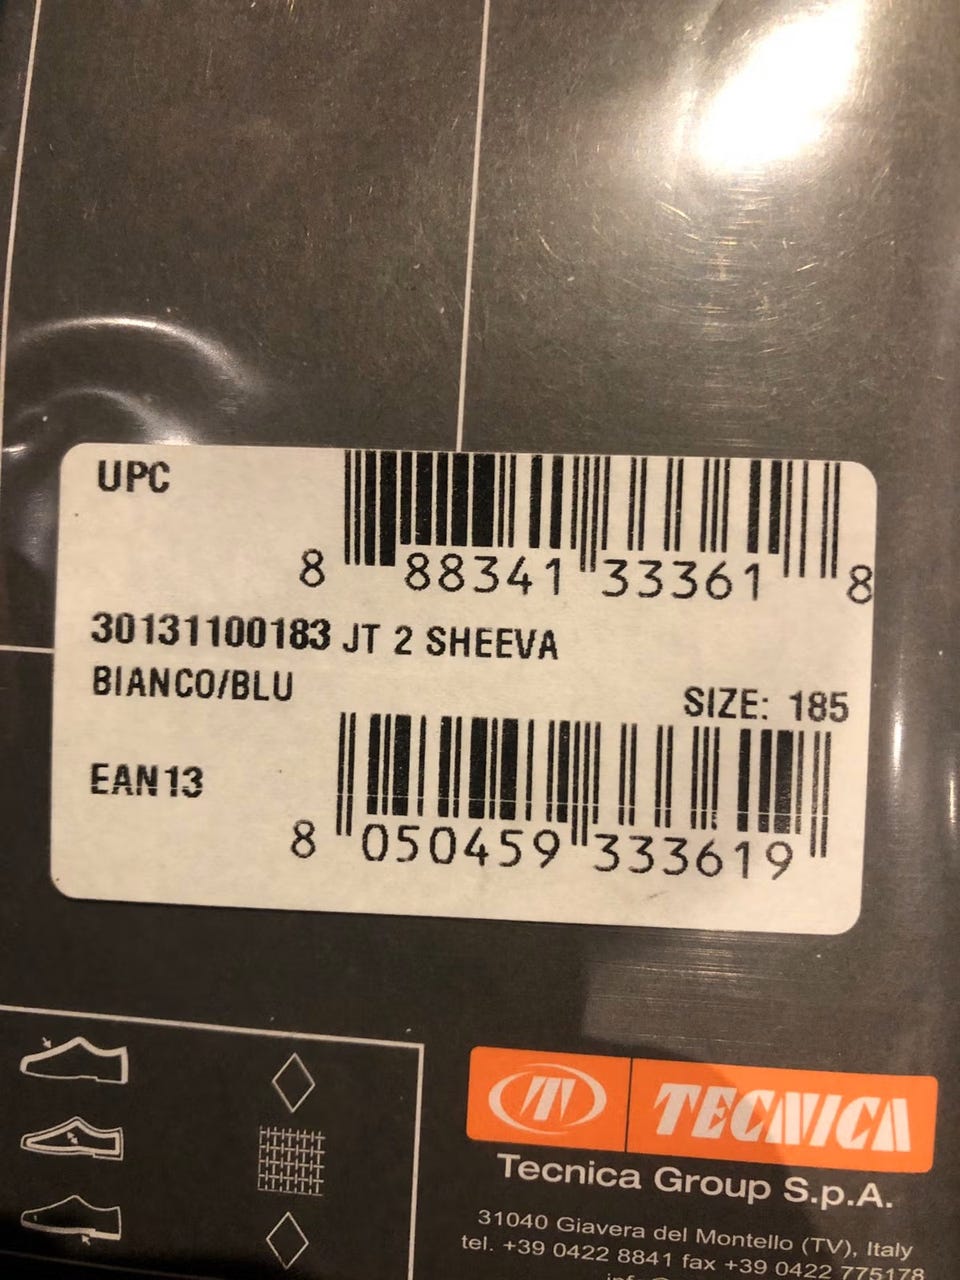 UPC
8 88341 33361 8
30131100183 JT 2 SHEEVA
BIANCO/BLU
SIZE: 185
EAN13
8 050459 333619
TECNICA
Tecnica Group S.p.A.
31040 Giavera del Montello (TV), Italy
tel. +39 0422 8841 fax +39 0422 775178